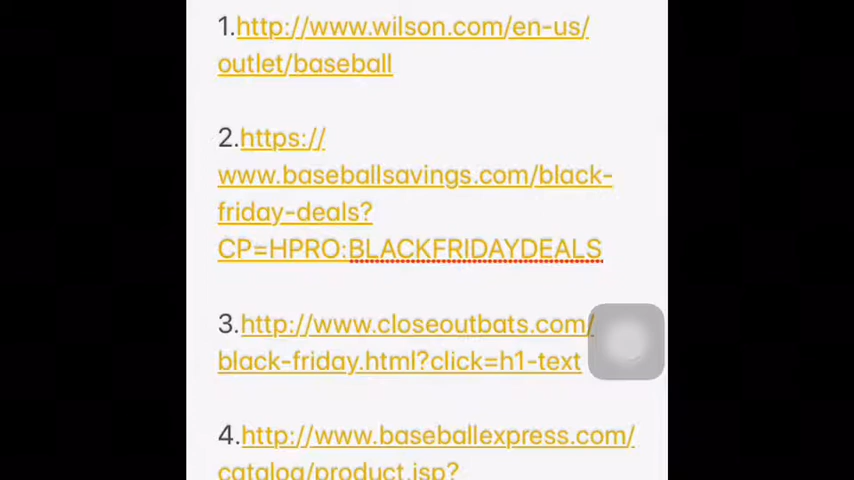 1.http://www.wilson.com/en-us/
outlet/baseball
2.https://
www.baseballsavings.com/black-
friday-deals?
CP=HPRO:BLACKFRIDAYDEALS
3.http://www.closeoutbats.com/
black-friday.html?click=h1-text
4.http://www.baseballexpress.com/
catalog/product.jsp?